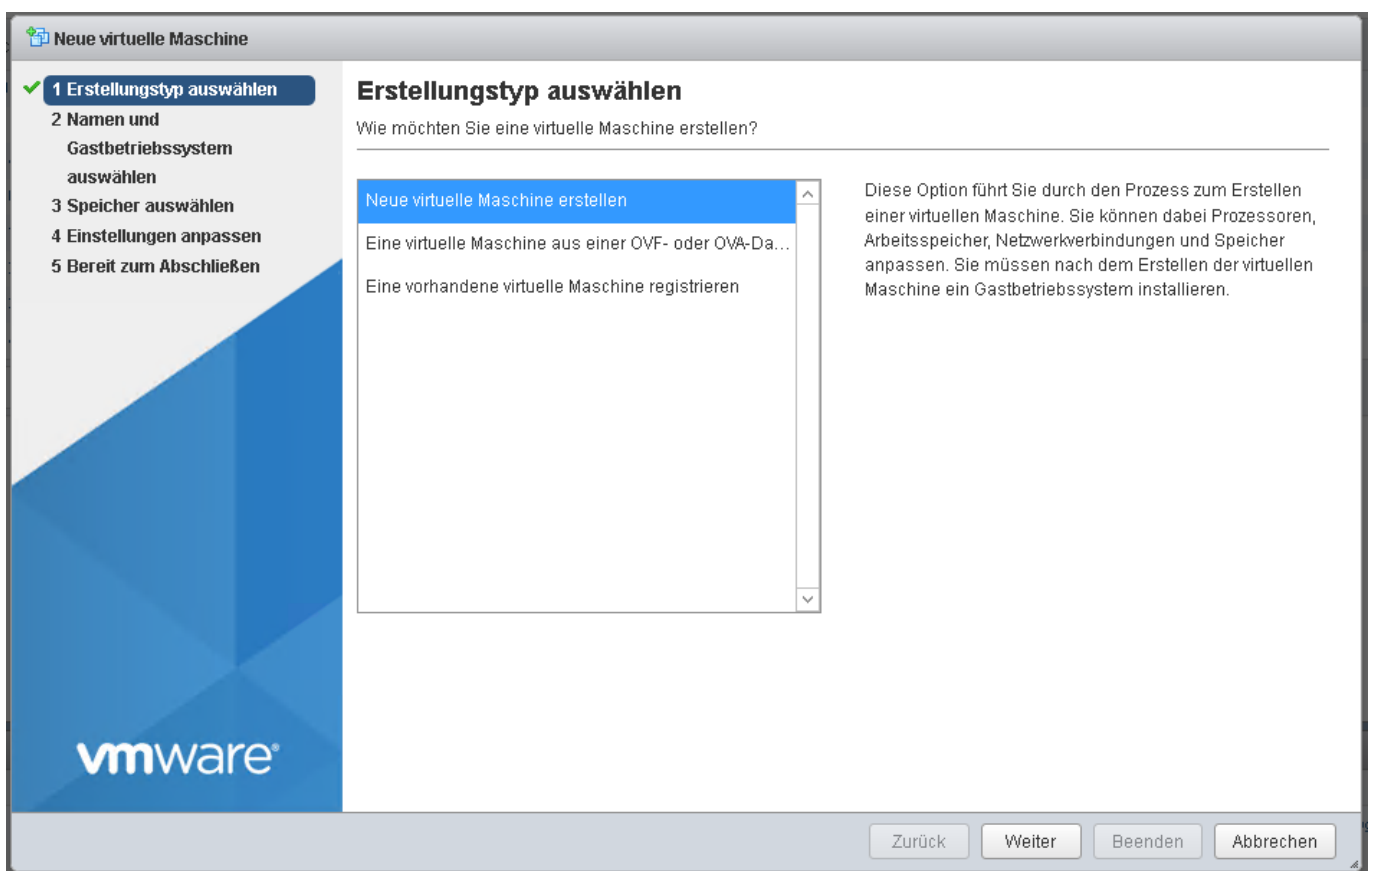 Neue virtuelle Maschine
1 Erstellungstyp auswählen
2 Namen und
Gastbetriebssystem
auswählen
3 Speicher auswählen
4 Einstellungen anpassen
5 Bereit zum Abschließen
vmware®
Erstellungstyp auswählen
Wie möchten Sie eine virtuelle Maschine erstellen?
Neue virtuelle Maschine erstellen
Eine virtuelle Maschine aus einer OVF- oder OVA-Da...
Eine vorhandene virtuelle Maschine registrieren
Diese Option führt Sie durch den Prozess zum Erstellen
einer virtuellen Maschine. Sie können dabei Prozessoren,
Arbeitsspeicher, Netzwerkverbindungen und Speicher
anpassen. Sie müssen nach dem Erstellen der virtuellen
Maschine ein Gastbetriebssystem installieren.
Zurück
Weiter
Beenden
Abbrechen